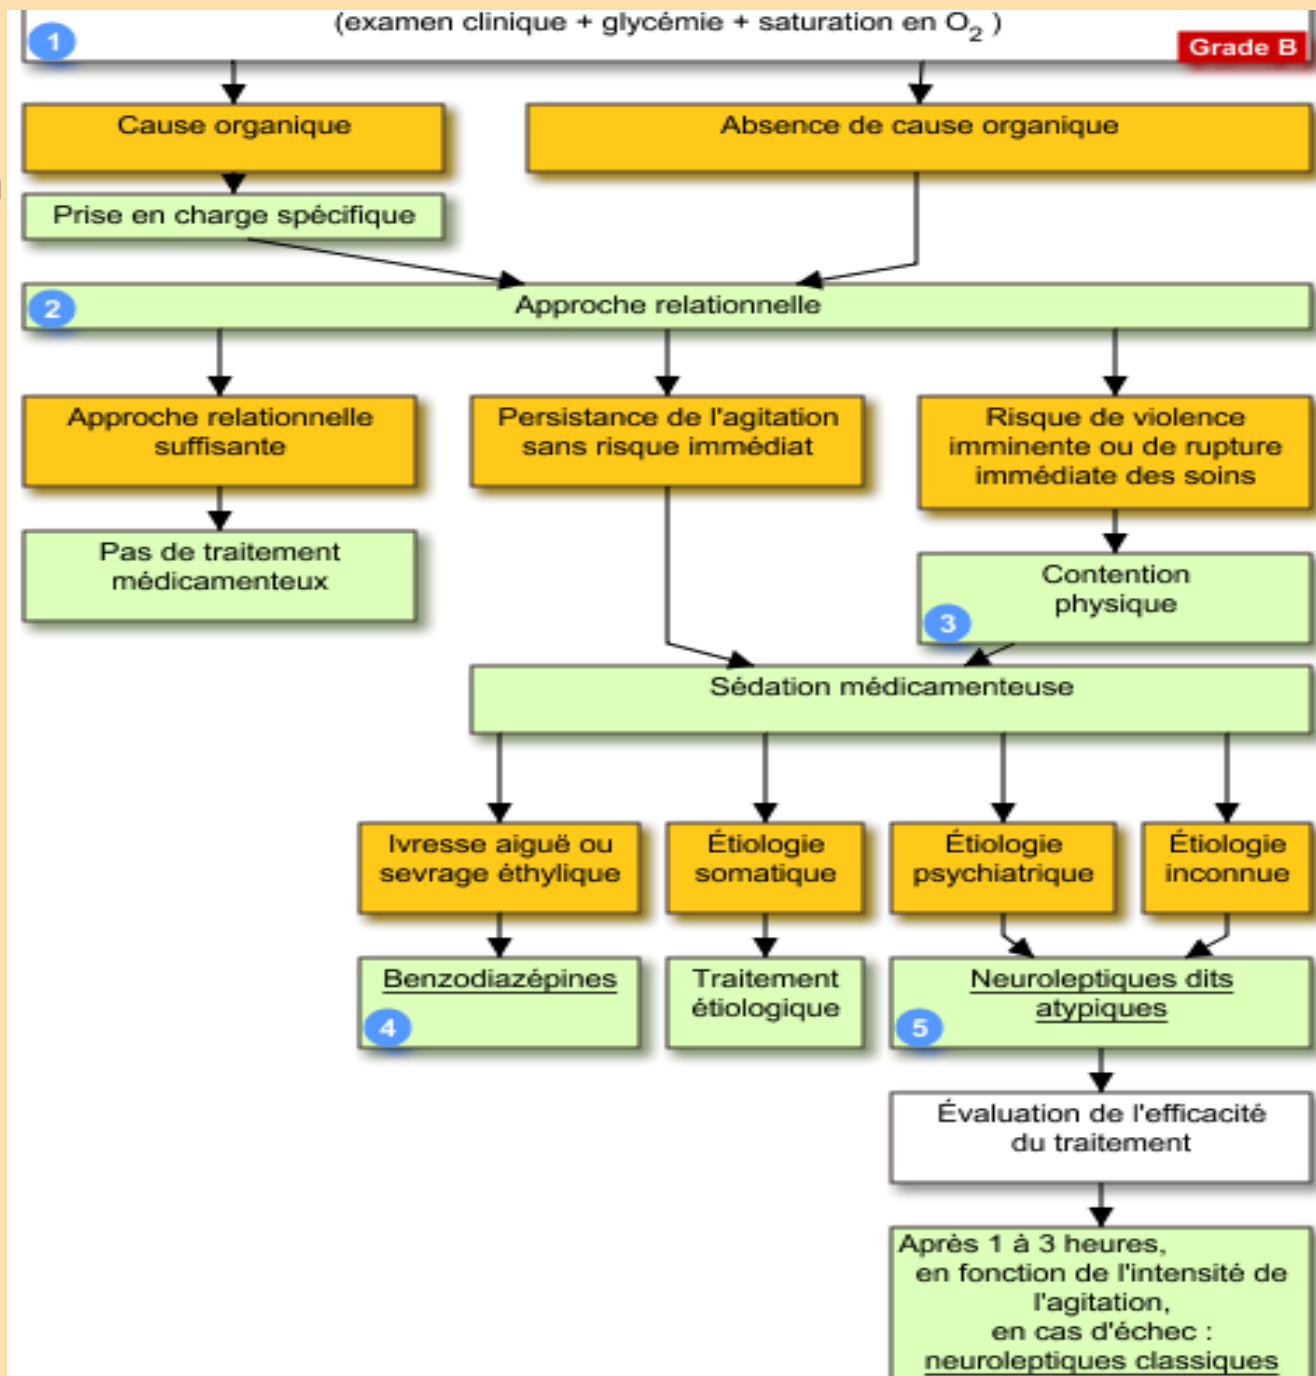 (examen clinique + glycémie + saturation en O2 )
1
Grade B
Cause organique
Absence de cause organique
Prise en charge spécifique
2
Approche relationnelle
Approche relationnelle
suffisante
Persistance de l'agitation
sans risque immédiat
Risque de violence
imminente ou de rupture
immédiate des soins
Pas de traitement
médicamenteux
Contention
physique
3
Sédation médicamenteuse
Ivresse aiguë ou
sevrage éthylique
Étiologie
somatique
Étiologie
psychiatrique
Étiologie
inconnue
Benzodiazépines
4
Traitement
étiologique
Neuroleptiques dits
atypiques
5
Évaluation de l'efficacité
du traitement
Après 1 à 3 heures,
en fonction de l'intensité de
l'agitation,
en cas d'échec :
neuroleptiques classiques